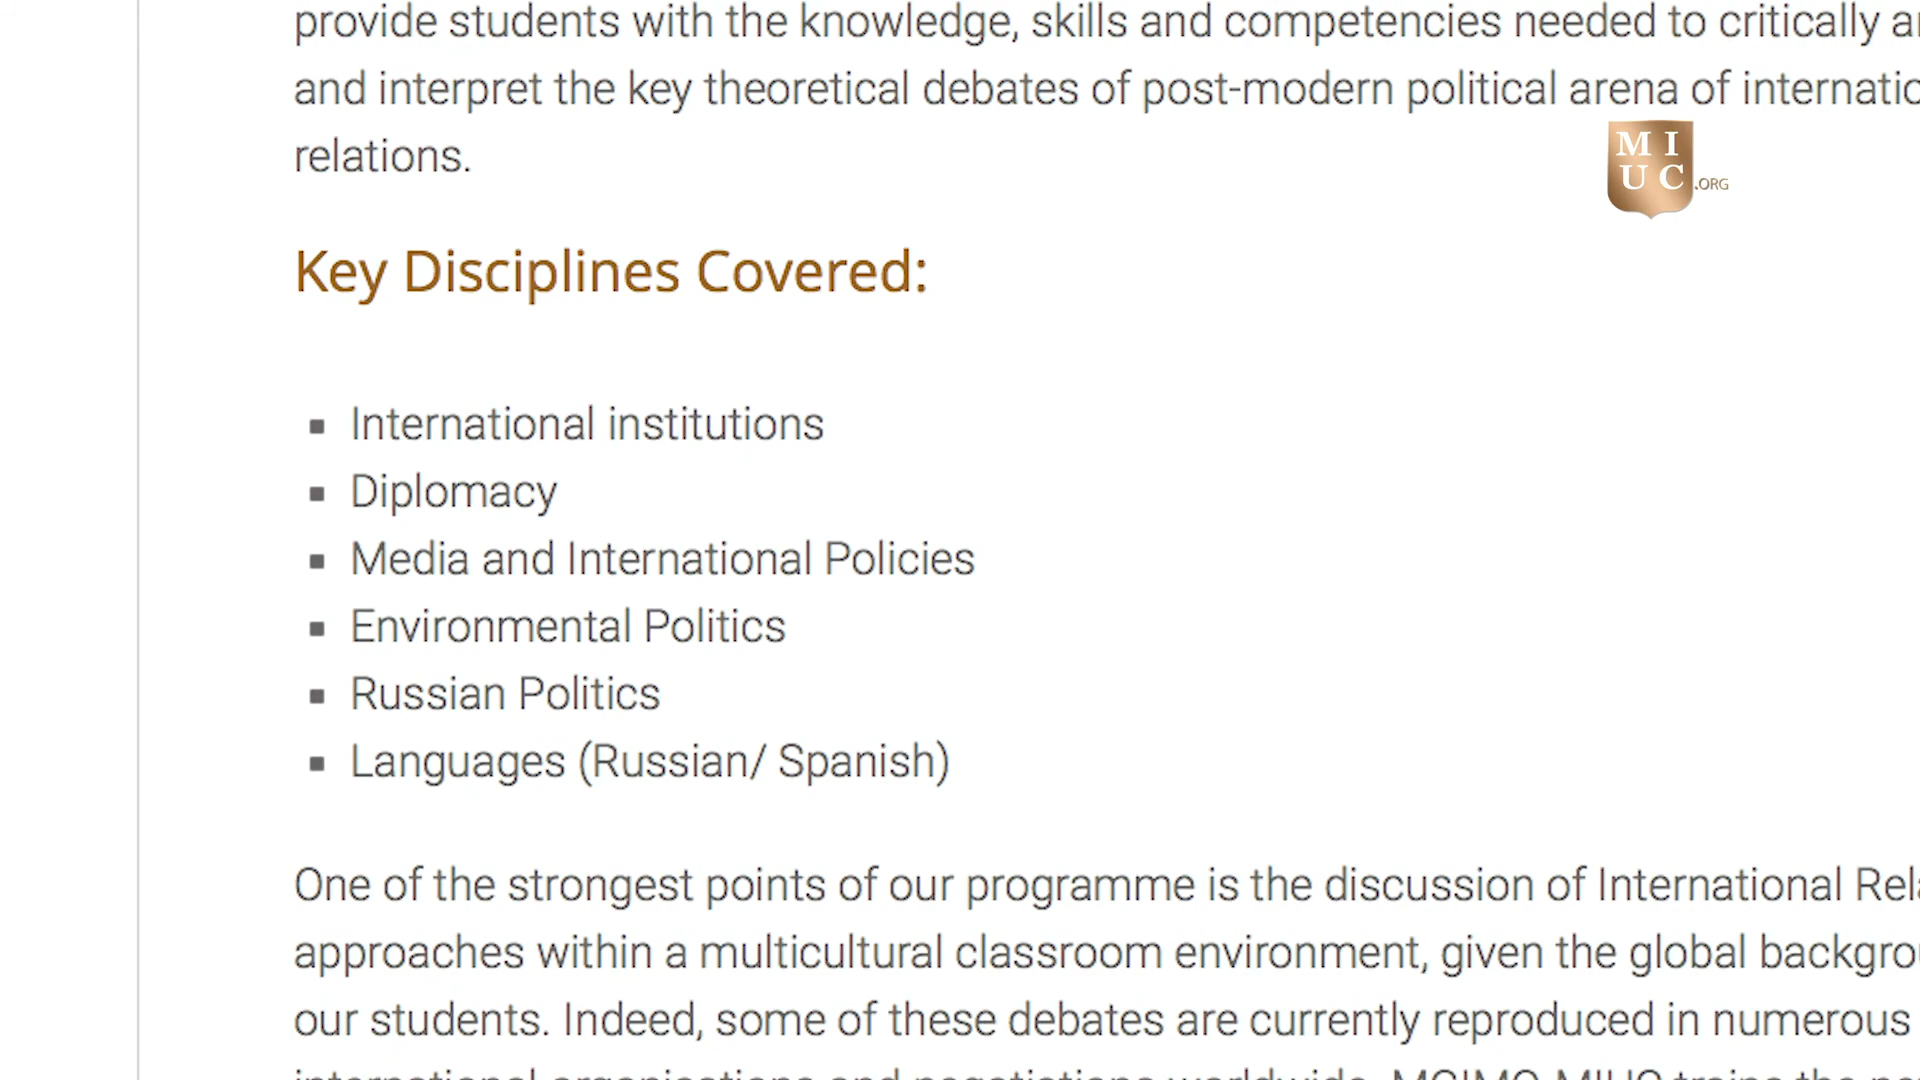 provide students with the knowledge, skills and competencies needed to critically
and interpret the key theoretical debates of post-modern political arena of
relations.
M I
U C .ORG
Key Disciplines Covered:
International institutions
Diplomacy
Media and International Policies
Environmental Politics
Russian Politics
Languages (Russian/ Spanish)
One of the strongest points of our programme is the discussion of International
approaches within a multicultural classroom environment, given the global
our students. Indeed, some of these debates are currently reproduced in numerous